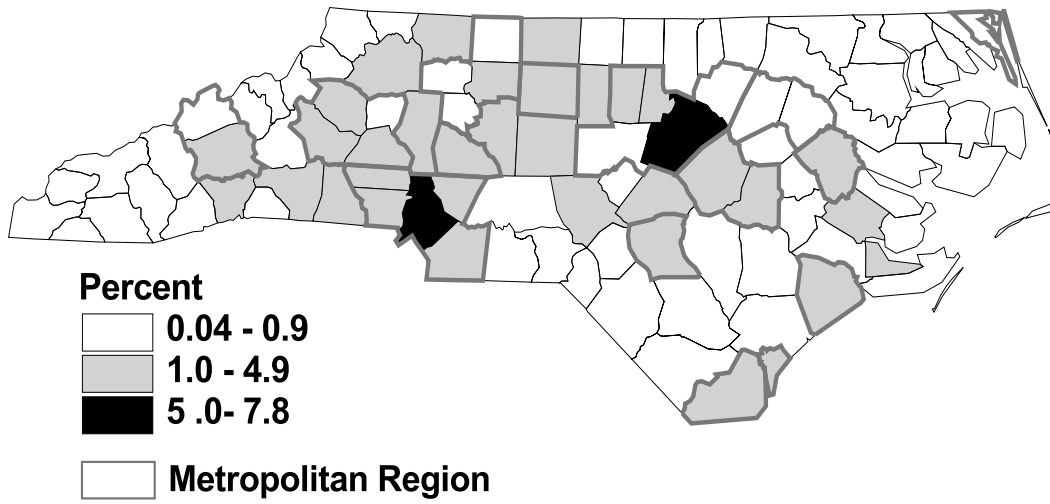 Percent
0.04 - 0.9
1.0 - 4.9
5 .0- 7.8
Metropolitan Region